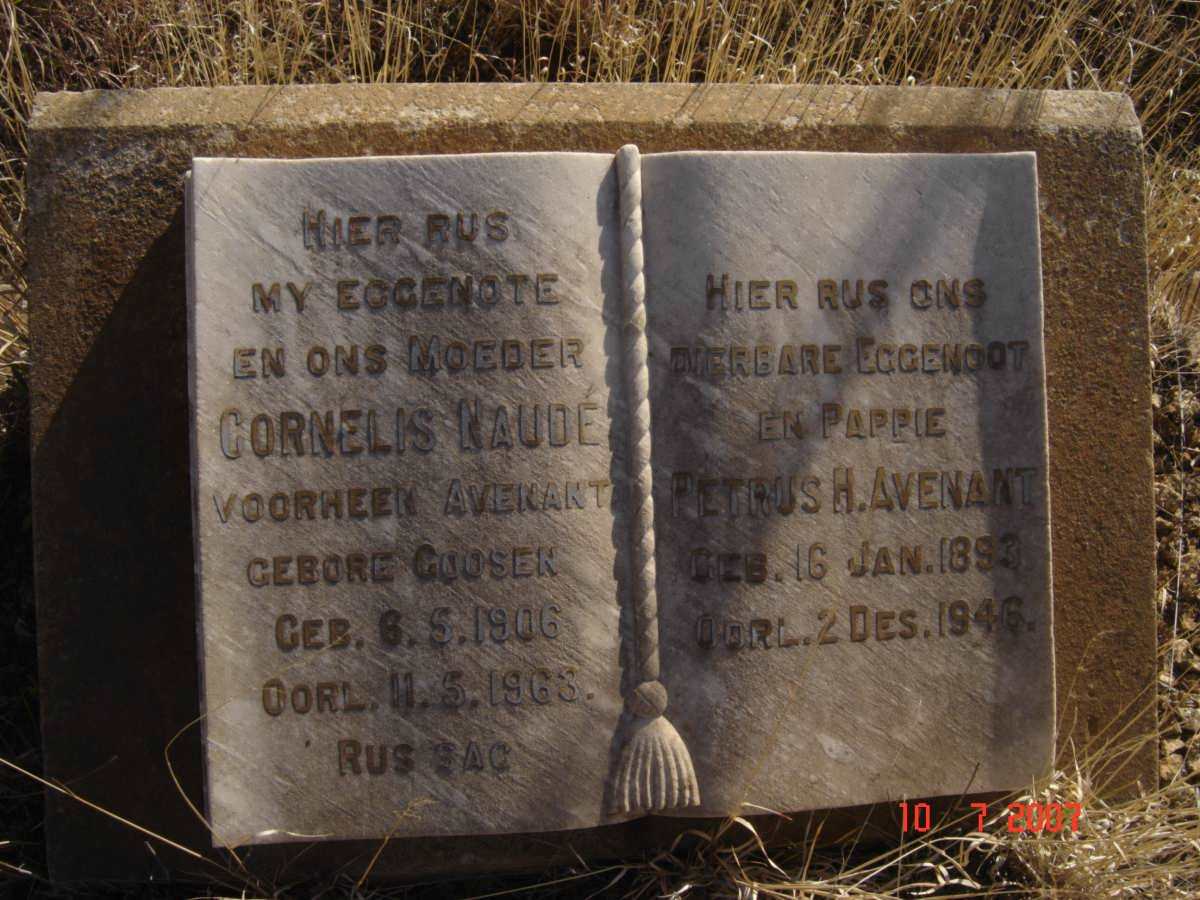 HIER RUS
MY EGGENOTE
EN ONS MOEDER
CORNELIS NAUDÉ
VOORHEEN AVENANT
GEBORE GOOSEN
GEB. 6.5.1906
OORL. 11.5.1963.
RUS SAG
HIER RUS ONS
DIERBARE EGGENOOT
EN PAPPIE
PETRUS H. AVENANT
GEB. 16 JAN. 1893
OORL. 2 DES. 1946.
10 7 2007